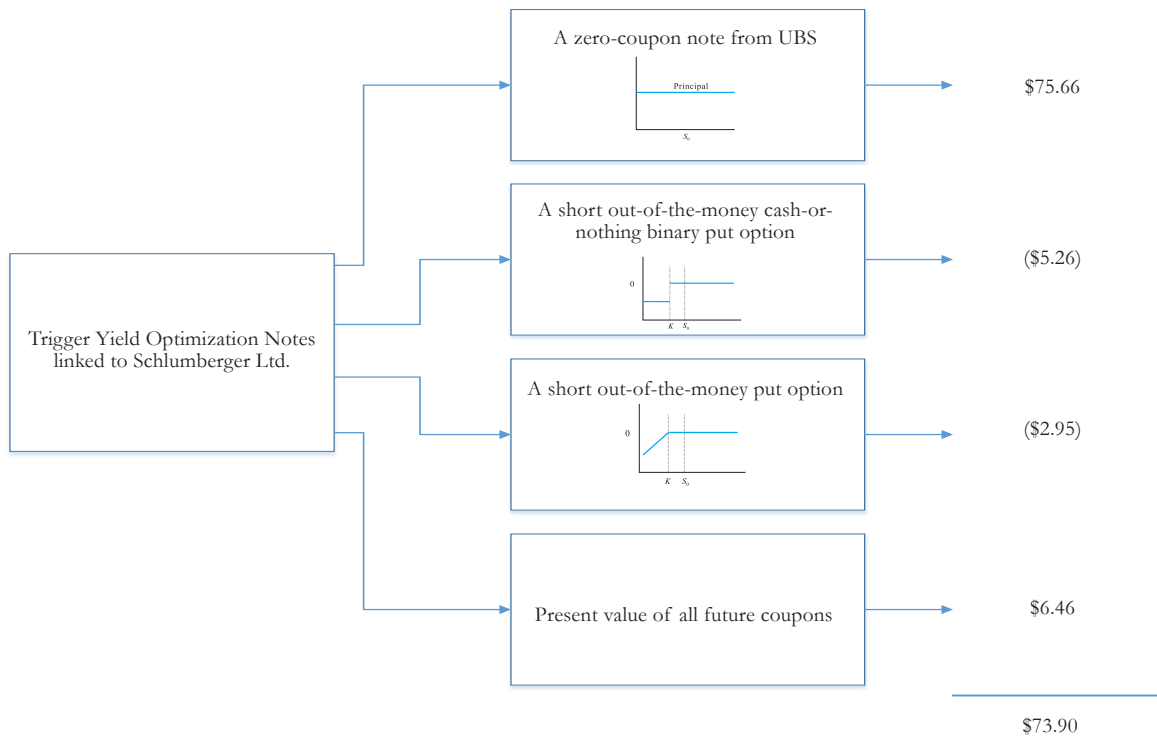 A zero-coupon note from UBS
Principal
S0
$75.66
A short out-of-the-money cash-or-
nothing binary put option
0
K S0
($5.26)
Trigger Yield Optimization Notes
linked to Schlumberger Ltd.
A short out-of-the-money put option
0
K S0
($2.95)
Present value of all future coupons
$6.46
$73.90